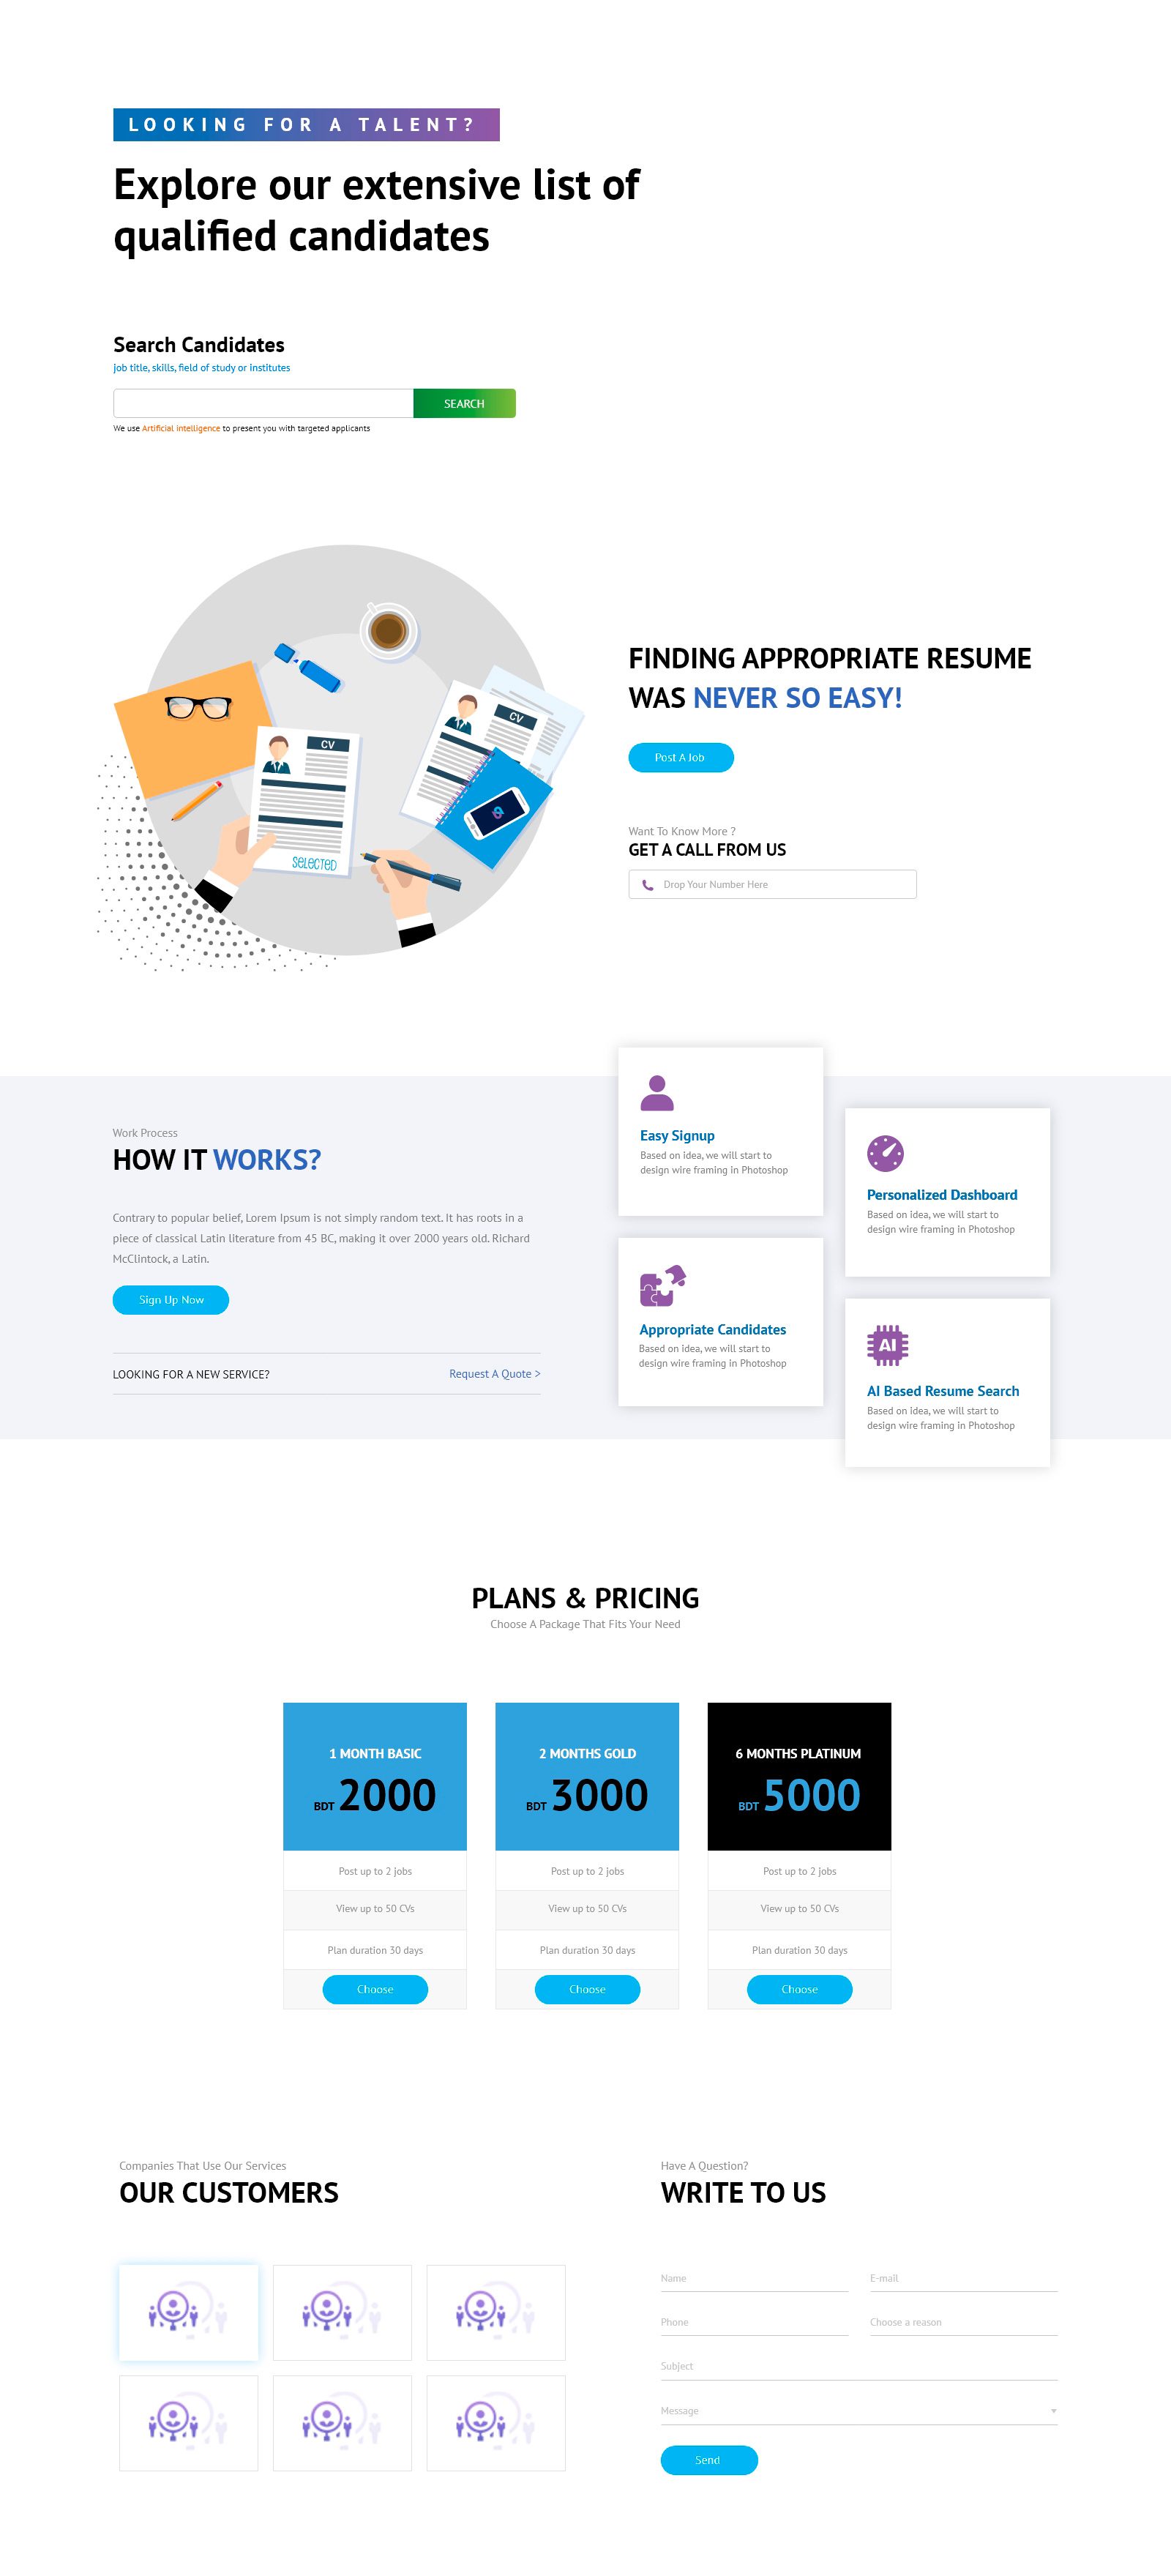 LOOKING FOR A TALENT?
Explore our extensive list of
qualified candidates
Search Candidates
job title, skills, field of study or institutes
SEARCH
We use Artificial intelligence to present you with targeted applicants
CV
CV
SELECTED
FINDING APPROPRIATE RESUME
WAS NEVER SO EASY!
Post A Job
Want To Know More ?
GET A CALL FROM US
Drop Your Number Here
Work Process
HOW IT WORKS?
Contrary to popular belief, Lorem Ipsum is not simply random text. It has roots in a
piece of classical Latin literature from 45 BC, making it over 2000 years old. Richard
McClintock, a Latin.
Sign Up Now
LOOKING FOR A NEW SERVICE?
Request A Quote >
Easy Signup
Based on idea, we will start to
design wire framing in Photoshop
Personalized Dashboard
Based on idea, we will start to
design wire framing in Photoshop
Appropriate Candidates
Based on idea, we will start to
design wire framing in Photoshop
AI
AI Based Resume Search
Based on idea, we will start to
design wire framing in Photoshop
PLANS & PRICING
Choose A Package That Fits Your Need
1 MONTH BASIC
BDT 2000
Post up to 2 jobs
View up to 50 CVs
Plan duration 30 days
Choose
2 MONTHS GOLD
BDT 3000
Post up to 2 jobs
View up to 50 CVs
Plan duration 30 days
Choose
6 MONTHS PLATINUM
BDT 5000
Post up to 2 jobs
View up to 50 CVs
Plan duration 30 days
Choose
Companies That Use Our Services
OUR CUSTOMERS
Have A Question?
WRITE TO US
Name
E-mail
Phone
Choose a reason
Subject
Message
Send